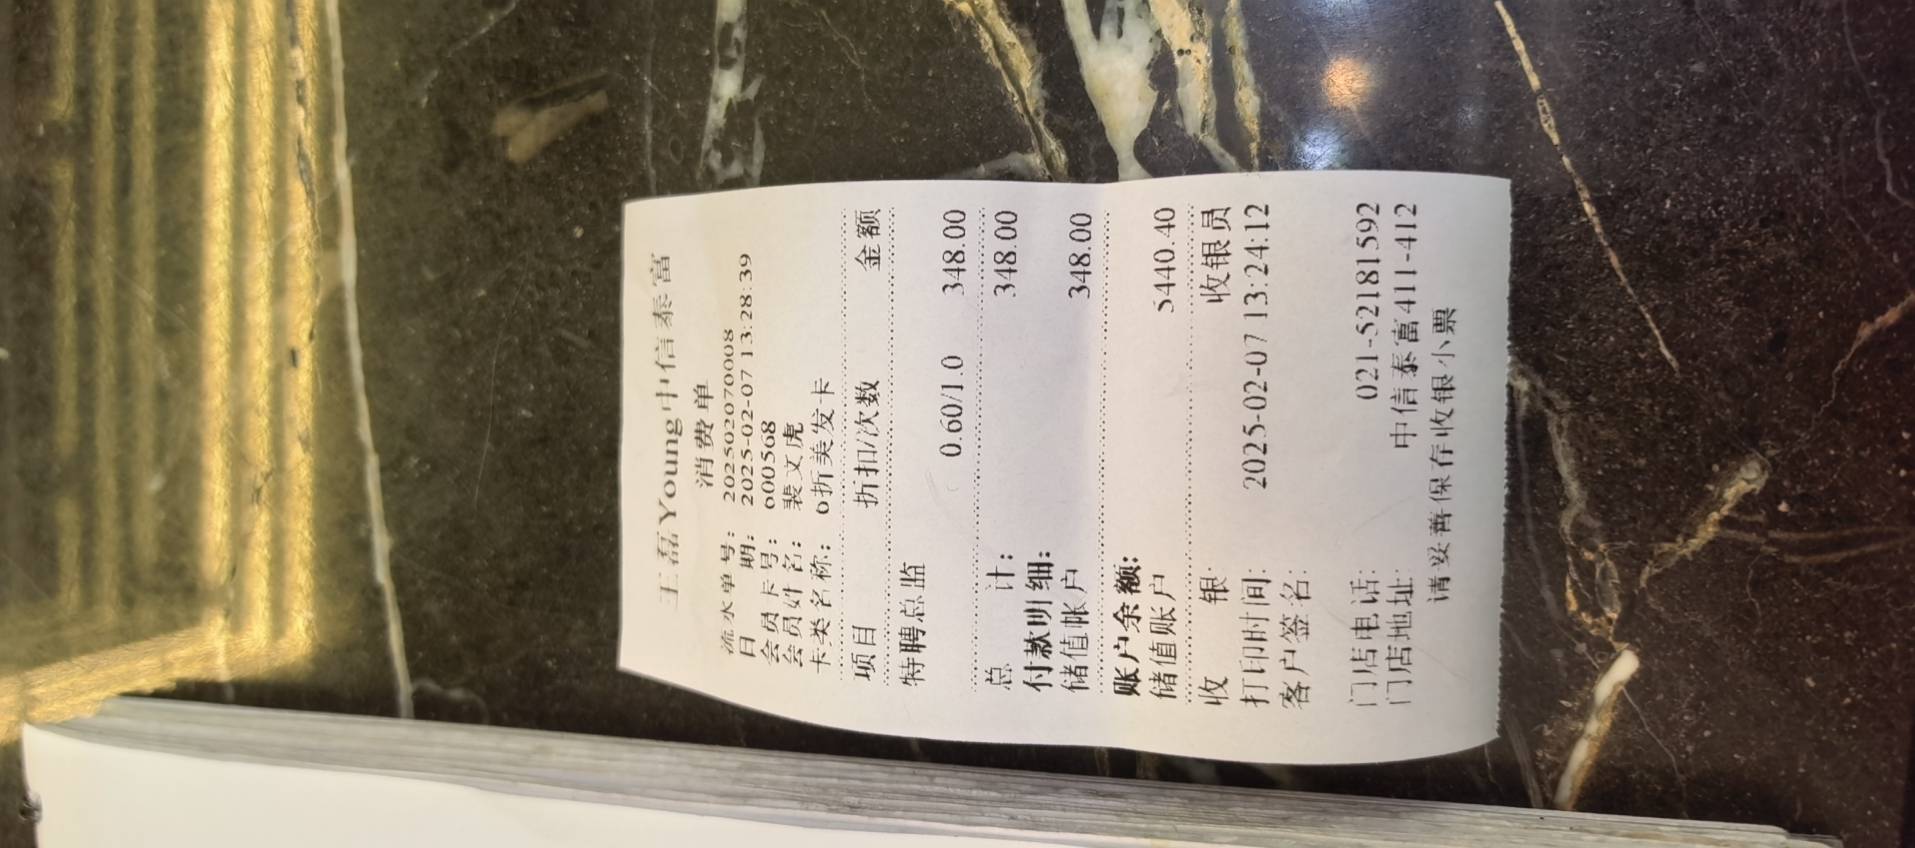 王磊Young中信泰富
消费单
流水单号: 202502070008
日 期: 2025-02-07 13:28:39
会员卡号: 600568
会员姓名: 裴文虎
卡类名称: 6折美发卡
项目 折扣/次数 金额
特聘总监
0.60/1.0 348.00
总 计: 348.00
付款明细:
储值帐户 348.00
账户余额:
储值账户 5440.40
收 银: 收银员
打印时间: 2025-02-07 13:24:12
客户签名:
门店电话: 021-52181592
门店地址: 中信泰富411-412
请妥善保存收银小票